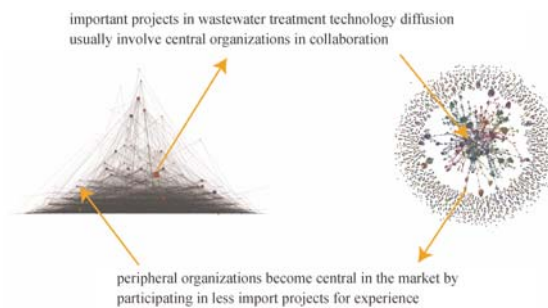 important projects in wastewater treatment technology diffusion
usually involve central organizations in collaboration
peripheral organizations become central in the market by
participating in less import projects for experience